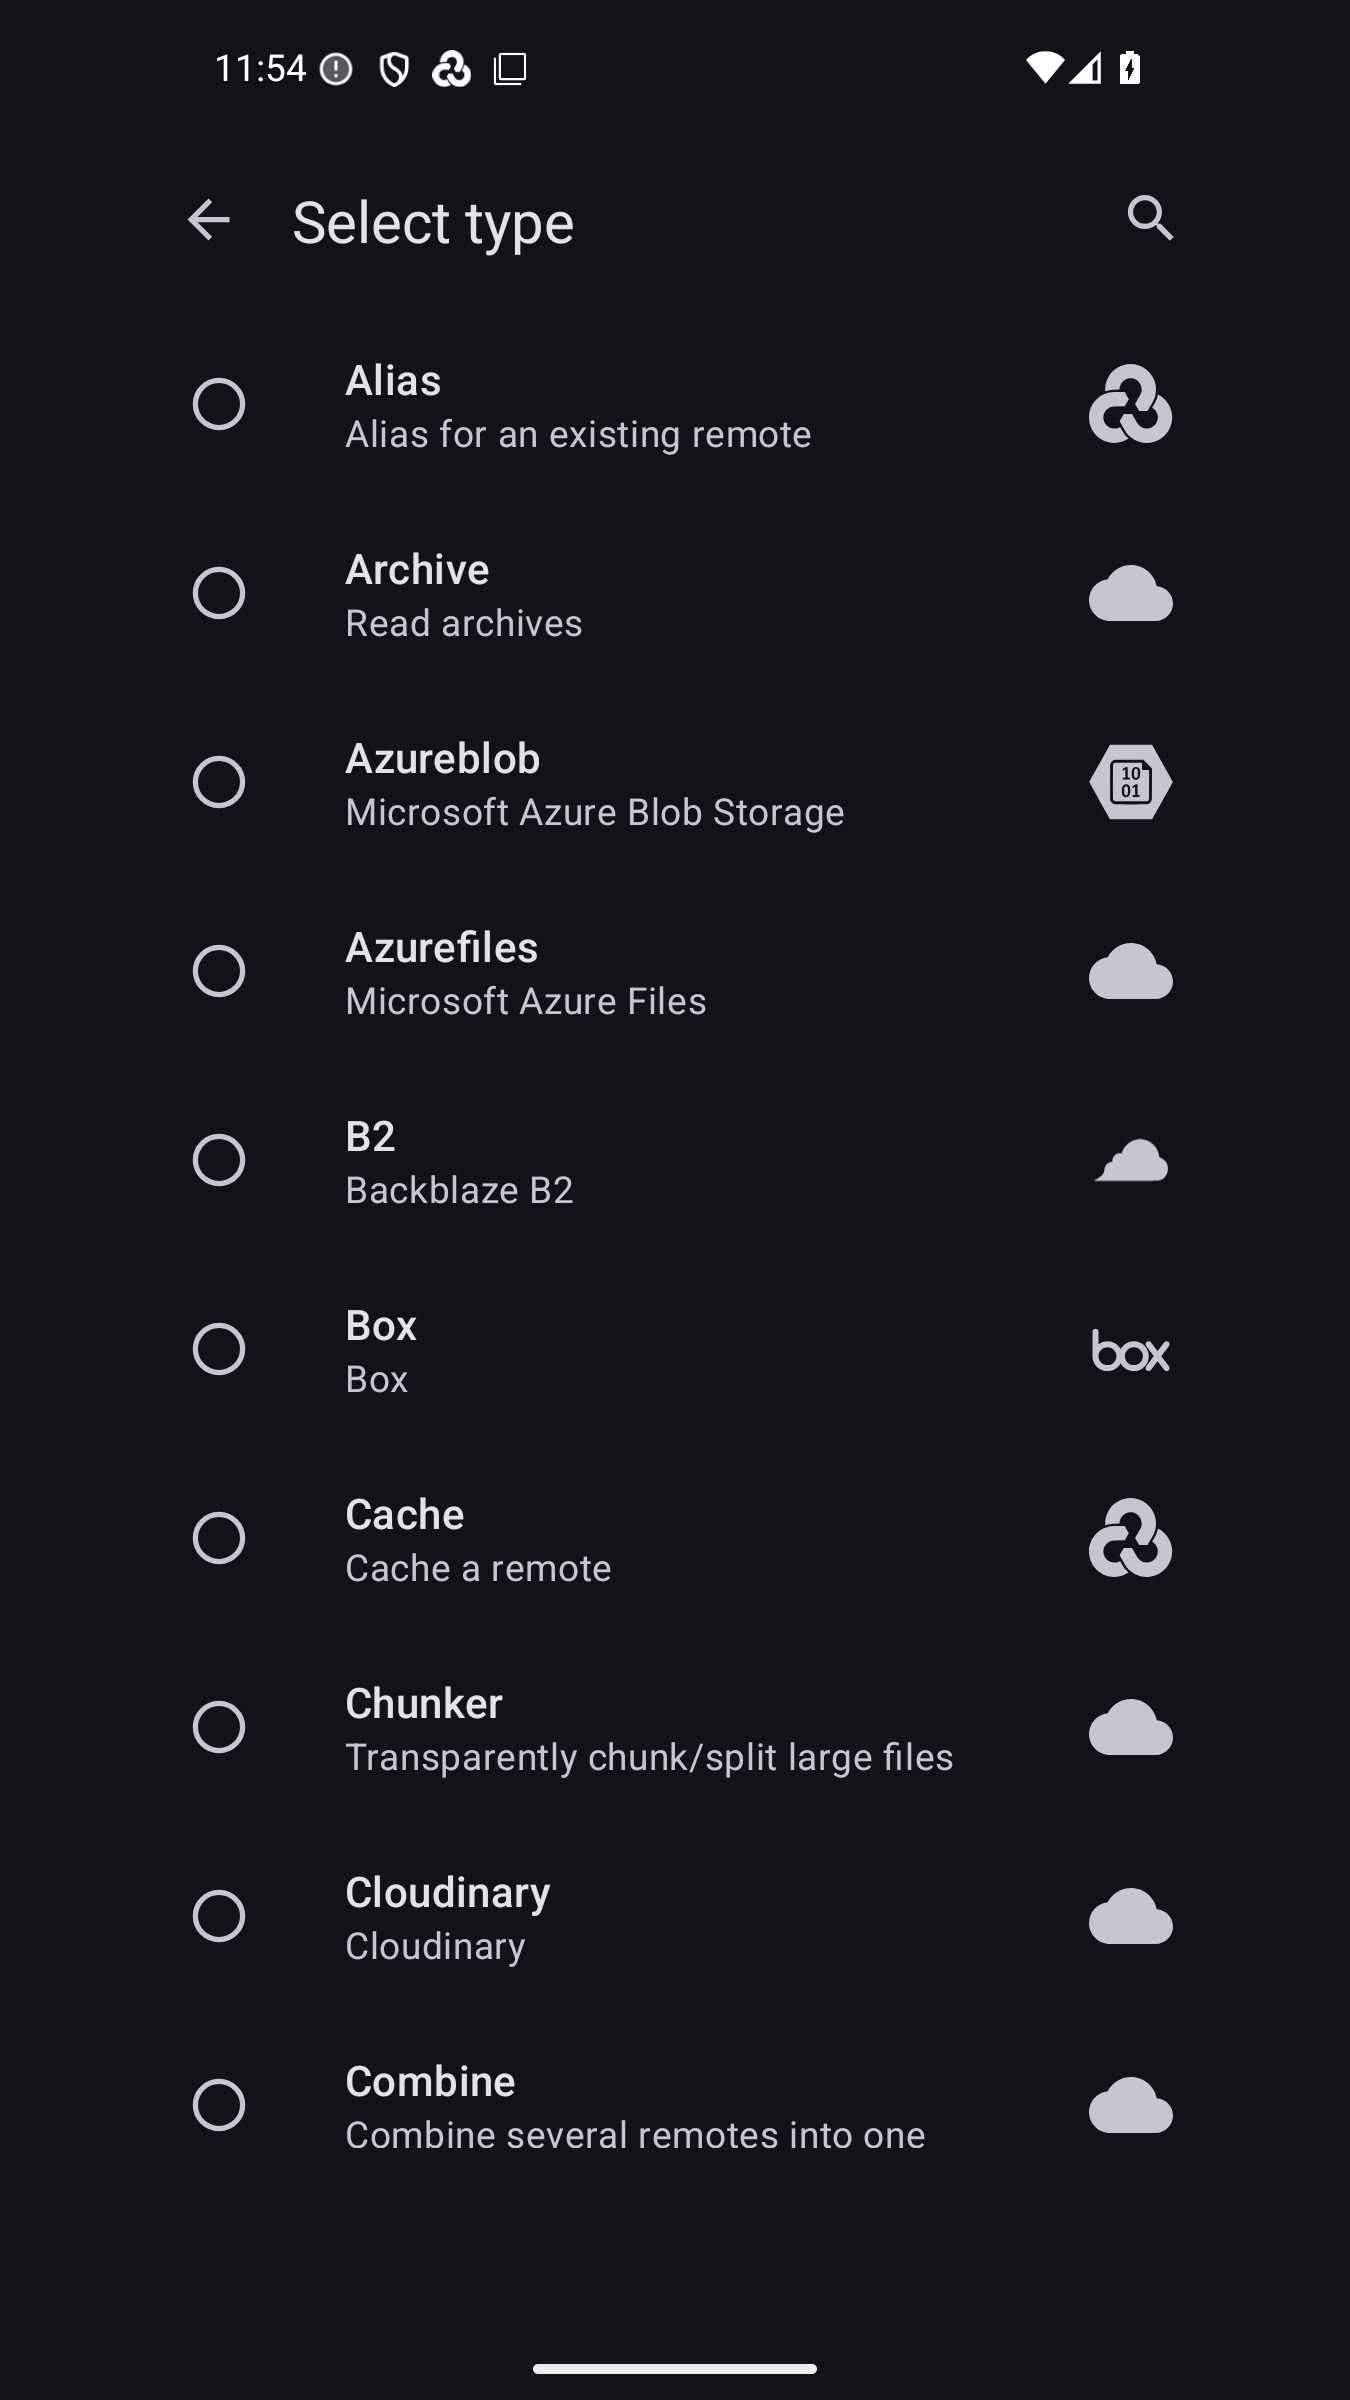 11:54
Select type
Alias
Alias for an existing remote
Archive
Read archives
Azureblob
Microsoft Azure Blob Storage
10
01
Azurefiles
Microsoft Azure Files
B2
Backblaze B2
Box
Box
box
Cache
Cache a remote
Chunker
Transparently chunk/split large files
Cloudinary
Cloudinary
Combine
Combine several remotes into one